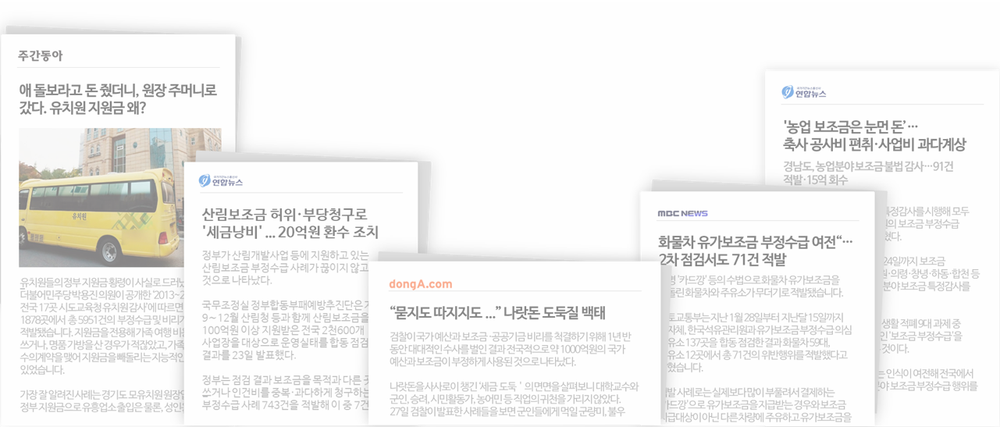 주간동아
애 돌보라고 돈 줬더니, 원장 주머니로
갔다. 유치원 지원금 왜?
유치원
유치원들의 정부 지원금 횡령이 사실로 드러났
더불어민주당 박용진 의원이 공개한 '2013~2
전국 17곳 시도교육청 유치원 감사'에 따르면
1878곳에서 총 5951건의 부정수급 및 비리가
적발됐습니다. 지원금을 전용해 가족 여행 비용
쓰거나, 명품 가방을 산 경우가 적잖았고, 가족
수의계약을 맺어 지원금을 빼돌리는 지능적인
있었습니다.
가장 잘 알려진 사례는 경기도 모 유치원 원장
정부 지원금으로 유흥업소 출입은 물론, 성인
연합뉴스
산림보조금 허위·부당청구로
'세금낭비' ... 20억원 환수 조치
정부가 산림개발사업 등에 지원하고 있는
산림보조금 부정수급 사례가 끊이지 않고
것으로 나타났다.
국무조정실 정부합동부패예방추진단은
9～12월 산림청 등과 함께 산림보조금을
100억원 이상 지원받은 전국 2천600개
사업장을 대상으로 운영실태를 합동 점검
결과를 23일 발표했다.
정부는 점검 결과 보조금을 목적과 다른 곳
쓰거나 인건비를 중복·과다하게 청구하는
부정수급 사례 743건을 적발해 이 중 7건
dongA.com
“묻지도 따지지도 ...” 나랏돈 도둑질 백태
검찰이 국가 예산과 보조금·공공기금 비리를 척결하기 위해 1년 반
동안 대대적인 수사를 벌인 결과 전국적으로 약 1000억원의 국가
예산과 보조금이 부정하게 사용된 것으로 나타났다.
나랏돈을 사사로이 챙긴 '세금 도둑＇의 면면을 살펴보니 대학교수와
군인, 승려, 시민활동가, 농어민 등 직업의 귀천을 가리지 않았다.
27일 검찰이 발표한 사례들을 보면 군인들에게 먹일 군량미, 불우
MBC NEWS
화물차 유가보조금 부정수급 여전“…
2차 점검서도 71건 적발
명 '카드깡' 등의 수법으로 화물차 유가보조금을
돌린 화물차와 주유소가 무더기로 적발됐습니다.
토교통부는 지난 1월 28일부터 지난달 15일까지
자체, 한국석유관리원과 유가보조금 부정수급 의심
유소 137곳을 합동 점검한 결과 화물차 59대,
유소 12곳에서 총 71건의 위반행위를 적발했다고
혔습니다.
발 사례로는 실제보다 많이 부풀려서 결제하는
카드깡'으로 유가보조금을 지급받는 경우와 보조금
지급대상이 아닌 다른 차량에 주유하고 유가보조금을
연합뉴스
'농업 보조금은 눈먼 돈’…
축사 공사비 편취·사업비 과다계상
경남도, 농업분야 보조금 불법 감사…91건
적발·15억 회수
특정감사를 시행해 모두
의 보조금 부정수급
혔다.
24일까지 보조금
·의령·창녕·하동·합천 등
분야 보조금 특정감사를
생활 적폐 9대 과제 중
인 '보조금 부정수급'을
것이다.
는 인식이 여전해 전국에서
야 보조금 부정수급 행위를